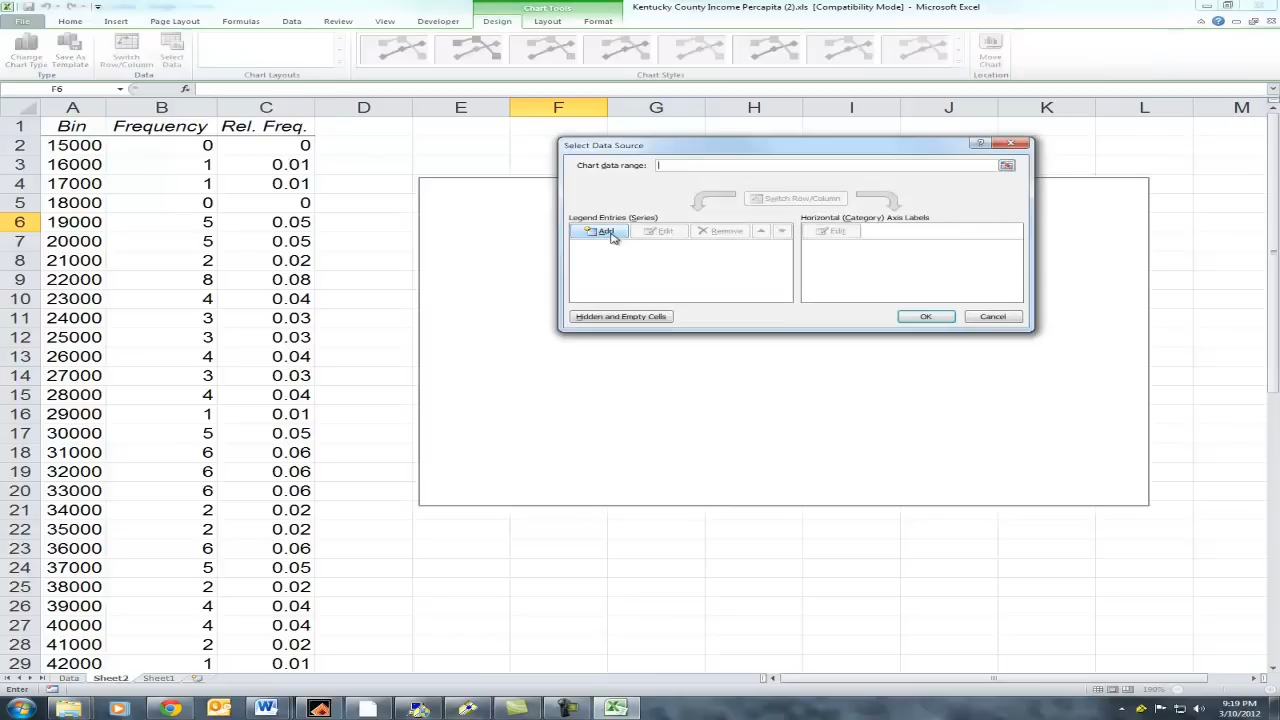 Chart Tools
Kentucky County Income Percapita (2).xls [Compatibility Mode] - Microsoft Excel
File Home Insert Page Layout Formulas Data Review View Developer Design Layout Format
Change Chart Type Save As Template Switch Row/Column Select Data Move Chart
Type Data Chart Layouts Chart Styles Location
F6 fx
A B C D E F G H I J K L M
1 Bin Frequency Rel. Freq.
2 15000 0 0
3 16000 1 0.01
4 17000 1 0.01
5 18000 0 0
6 19000 5 0.05
7 20000 5 0.05
8 21000 2 0.02
9 22000 8 0.08
10 23000 4 0.04
11 24000 3 0.03
12 25000 3 0.03
13 26000 4 0.04
14 27000 3 0.03
15 28000 4 0.04
16 29000 1 0.01
17 30000 5 0.05
18 31000 6 0.06
19 32000 6 0.06
20 33000 6 0.06
21 34000 2 0.02
22 35000 2 0.02
23 36000 6 0.06
24 37000 5 0.05
25 38000 2 0.02
26 39000 4 0.04
27 40000 4 0.04
28 41000 2 0.02
29 42000 1 0.01
Select Data Source
Chart data range:
Switch Row/Column
Legend Entries (Series) Horizontal (Category) Axis Labels
Add Edit Remove Edit
Hidden and Empty Cells OK Cancel
Data Sheet2 Sheet1
Enter 190%
9:19 PM
3/10/2012